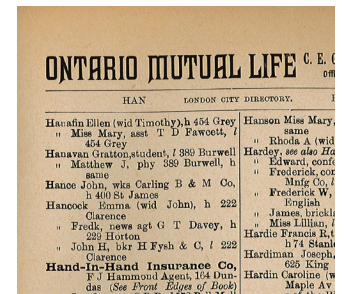 ONTARIO MUTUAL LIFE C. E. G
HAN LONDON CITY DIRECTORY.
Hanafin Ellen (wid Timothy), h 454 Grey
" Miss Mary, asst T D Fawcett, l
454 Grey
Hanavan Gratton, student, l 389 Burwell
" Matthew J, phy 389 Burwell, h
same
Hance John, wks Carling B & M Co,
h 400 St James
Hancock Emma (wid John), h 222
Clarence
" Fredk, news agt G T Davey, h
229 Horton
" John H, bkr H Fysh & C, l 222
Clarence
Hand-In-Hand Insurance Co,
F J Hammond Agent, 164 Dun-
das (See Front Edges of Book)
Hanson Miss Mary,
same
" Rhoda A (wid
Hardey, see also Ha
" Edward, confe
" Frederick, con
Mnfg Co, l
" Frederick W,
English
" James, brickl
" Miss Lillian, l
Hardie Francis R, t
h 74 Stanl
Hardiman Joseph,
625 King
Hardin Caroline (w